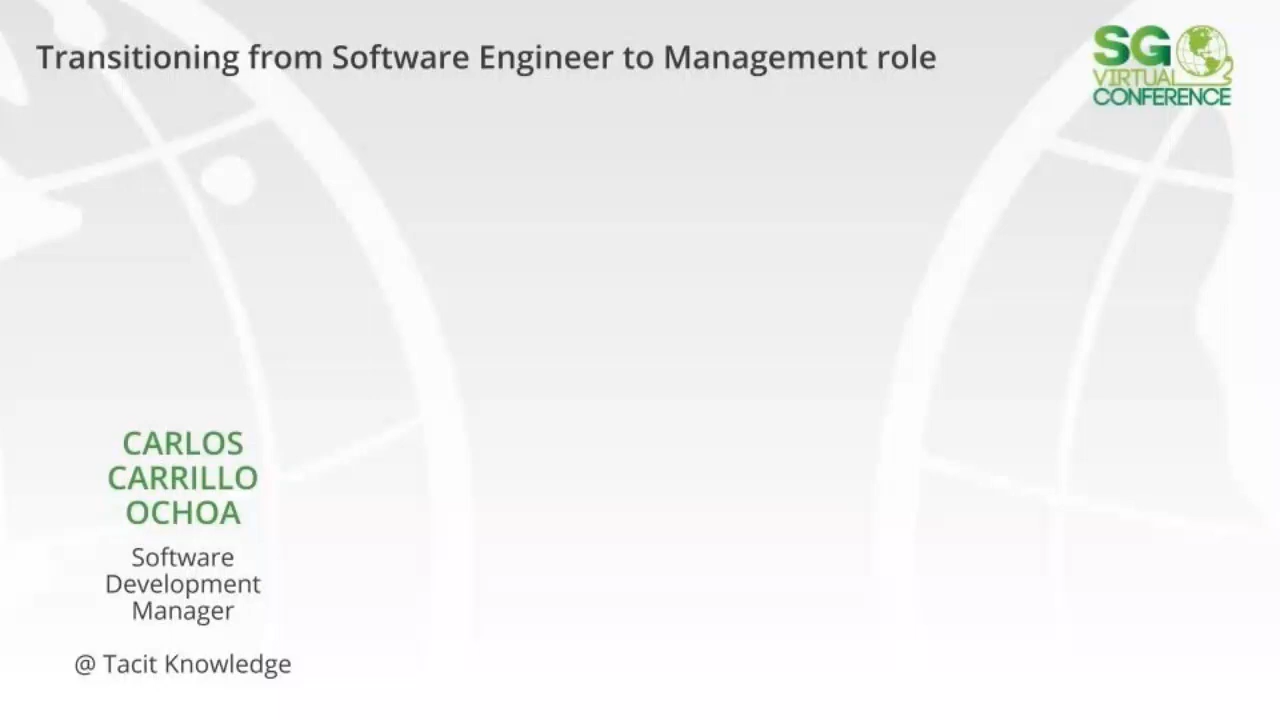 Transitioning from Software Engineer to Management role
SG
VIRTUAL
CONFERENCE
CARLOS
CARRILLO
OCHOA
Software
Development
Manager
@ Tacit Knowledge